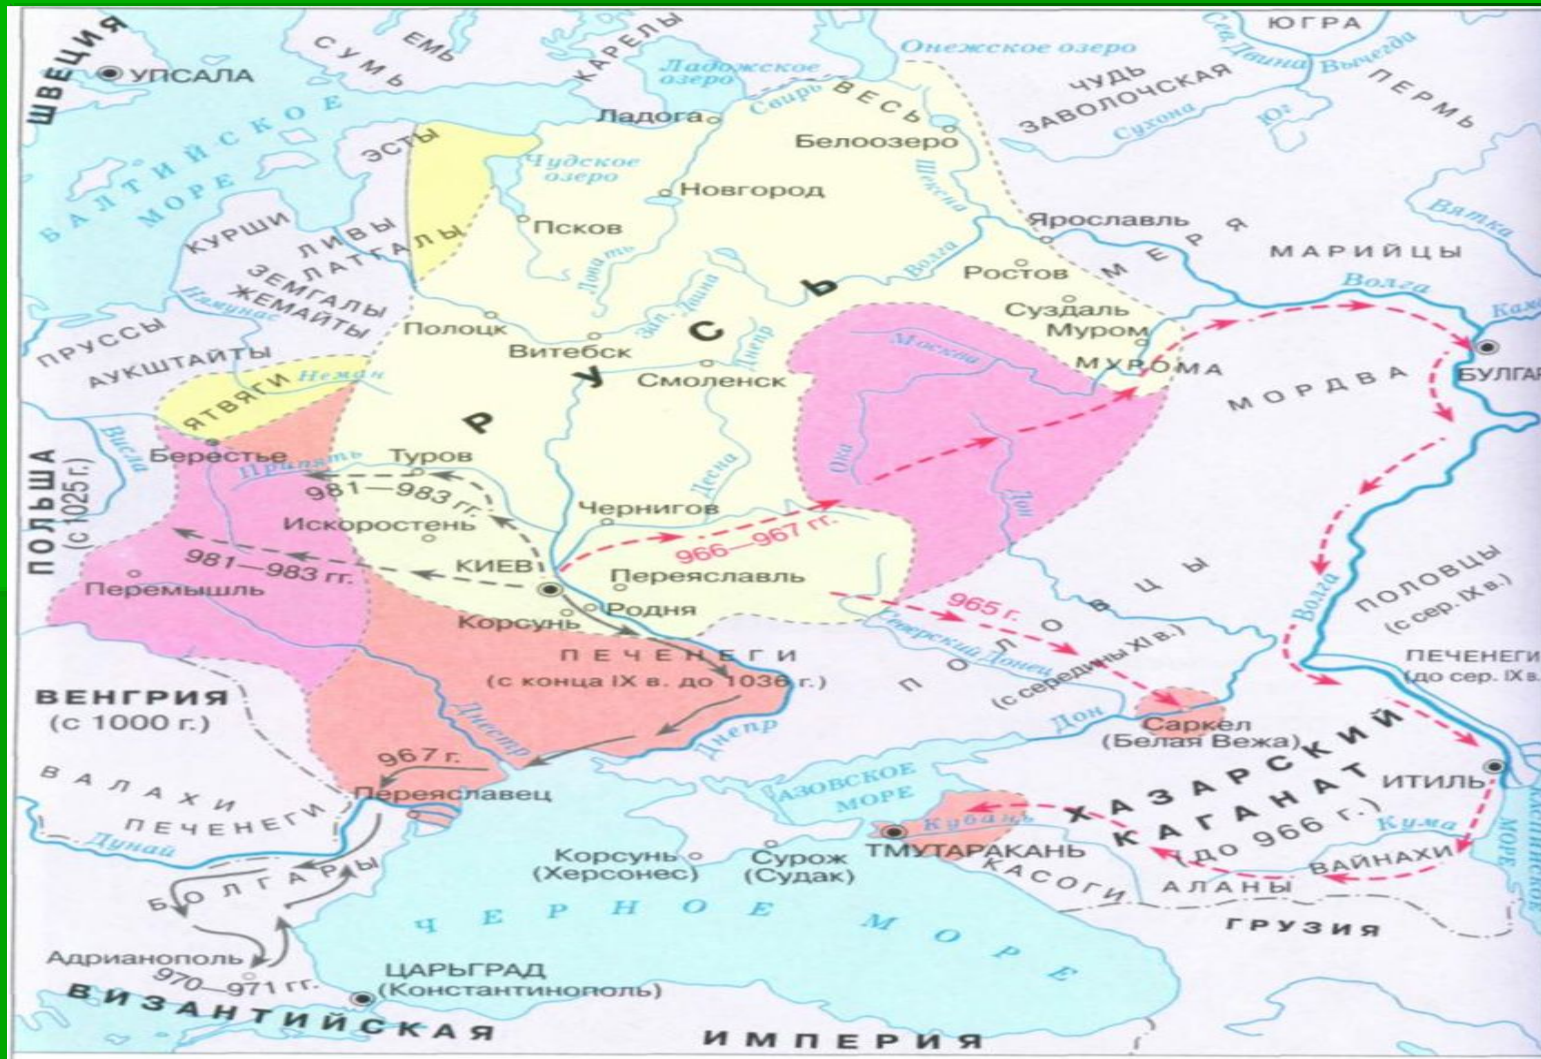 ШВЕЦИЯ
УПСАЛА
СУМЬ
ЕМЬ
КАРЕЛЫ
Ладожское
озеро
Онежское озеро
Свирь
ВЕСЬ
ЮГРА
Сев Двина
Вычегда
ЧУДЬ
ЗАВОЛОЧСКАЯ
ПЕРМЬ
Сухона
Юг
БАЛТИЙСКОЕ
МОРЕ
ЭСТЫ
Ладога
Белоозеро
Чудское
озеро
Новгород
Шексна
Псков
Ловать
Вятка
КУРШИ
ЛИВЫ
ЛАТГАЛЫ
ЗЕМГАЛЫ
ЖЕМАЙТЫ
Нямунас
Ярославль
МЕРЯ
МАРИЙЦЫ
Волга
Волга
Ростов
Суздаль
Муром
МУРОМА
ПРУССЫ
АУКШТАЙТЫ
Полоцк
Витебск
Зап. Двина
РУСЬ
Днепр
Смоленск
Москва
МОРДВА
БУЛГАР
ЯТВЯГИ
Неман
Висла
ПОЛЬША
(с 1025 г.)
Берестье
Припять
Туров
981—983 гг.
Десна
Ока
Дон
Искоростень
Чернигов
966—967 гг.
981—983 гг.
КИЕВ
Переяславль
Перемышль
Родня
Корсунь
965 г.
Северский Донец
ПОЛОВЦЫ
(с середины XI в.)
Волга
ПОЛОВЦЫ
(с сер. IX в.)
ПЕЧЕНЕГИ
(до сер. IX в.
ПЕЧЕНЕГИ
(с конца IX в. до 1036 г.)
ВЕНГРИЯ
(с 1000 г.)
Днестр
Днепр
Дон
Саркел
(Белая Вежа)
967 г.
Переяславец
ВАЛАХИ
ПЕЧЕНЕГИ
Дунай
АЗОВСКОЕ
МОРЕ
ХАЗАРСКИЙ
КАГАНАТ
(до 966 г.)
ИТИЛЬ
Кубань
Кума
КАСПИЙСКОЕ
МОРЕ
ТМУТАРАКАНЬ
Корсунь
(Херсонес)
Сурож
(Судак)
КАСОГИ
АЛАНЫ
ВАЙНАХИ
ГРУЗИЯ
БОЛГАРЫ
ЧЕРНОЕ МОРЕ
Адрианополь
970—971 гг.
ЦАРЬГРАД
(Константинополь)
ВИЗАНТИЙСКАЯ ИМПЕРИЯ